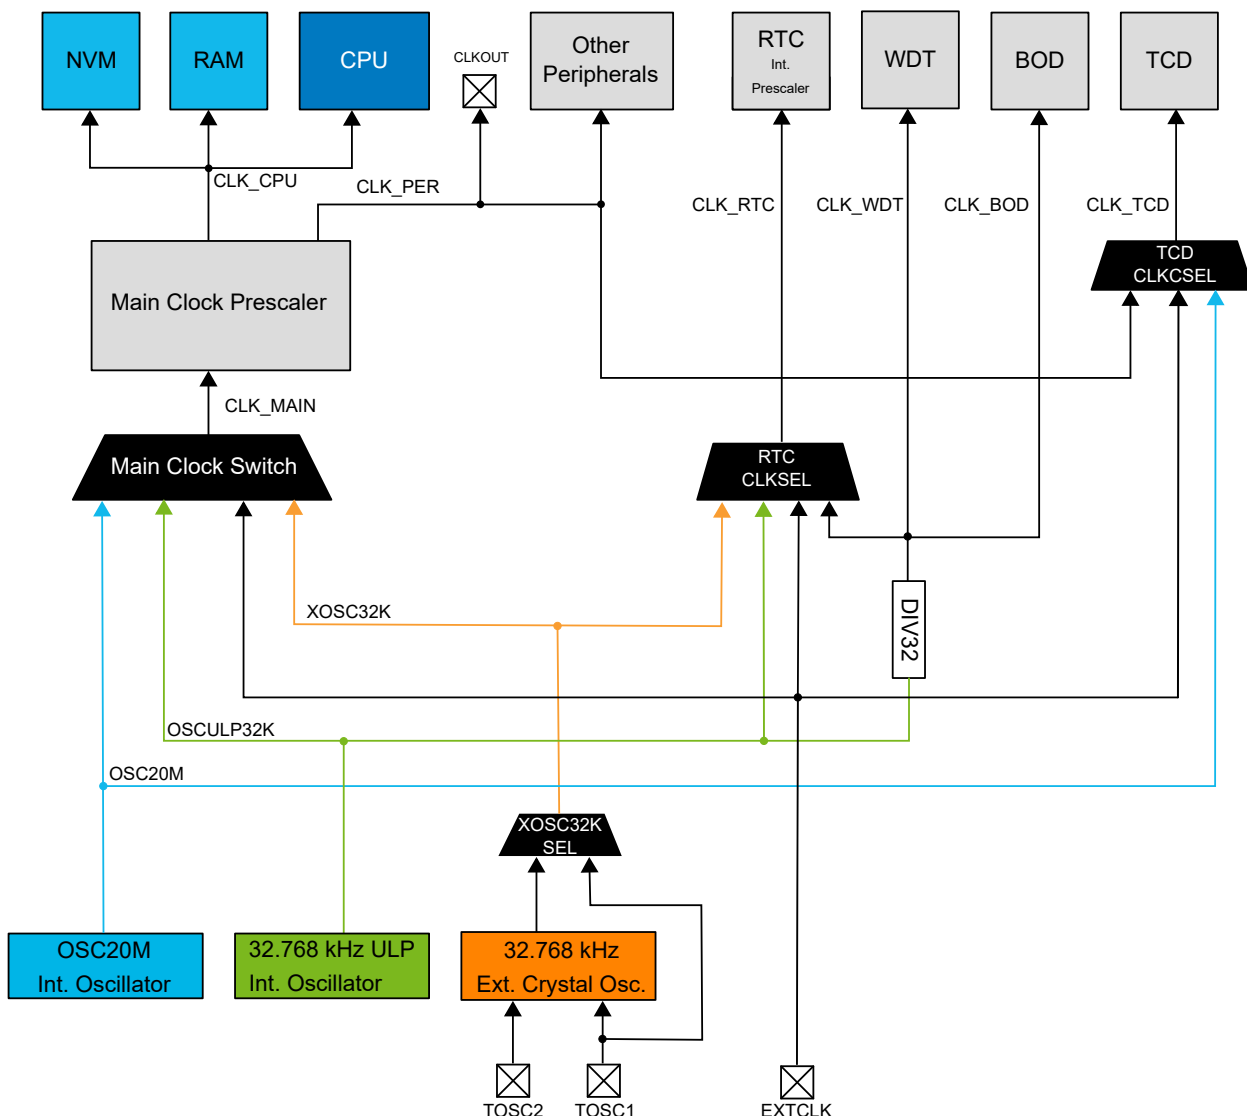 NVM
RAM
CPU
CLKOUT
Other
Peripherals
RTC
Int.
Prescaler
WDT
BOD
TCD
CLK_CPU
CLK_PER
CLK_RTC
CLK_WDT
CLK_BOD
CLK_TCD
TCD
CLKCSEL
Main Clock Prescaler
CLK_MAIN
Main Clock Switch
RTC
CLKSEL
XOSC32K
DIV32
OSCULP32K
OSC20M
XOSC32K
SEL
OSC20M
Int. Oscillator
32.768 kHz ULP
Int. Oscillator
32.768 kHz
Ext. Crystal Osc.
TOSC2
TOSC1
EXTCLK